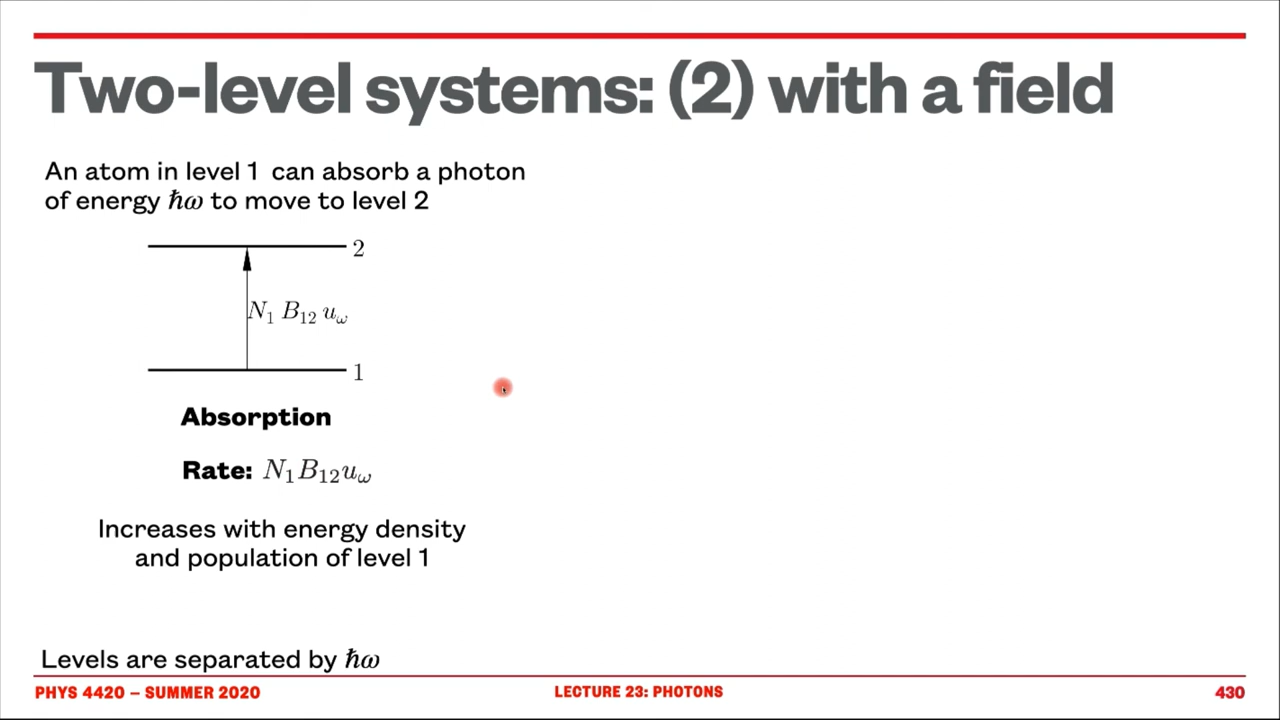 Two-level systems: (2) with a field
An atom in level 1 can absorb a photon
of energy ℏω to move to level 2
2
N₁ B₁₂ u_ω
1
Absorption
Rate: N₁B₁₂u_ω
Increases with energy density
and population of level 1
Levels are separated by ℏω
PHYS 4420 – SUMMER 2020 LECTURE 23: PHOTONS 430